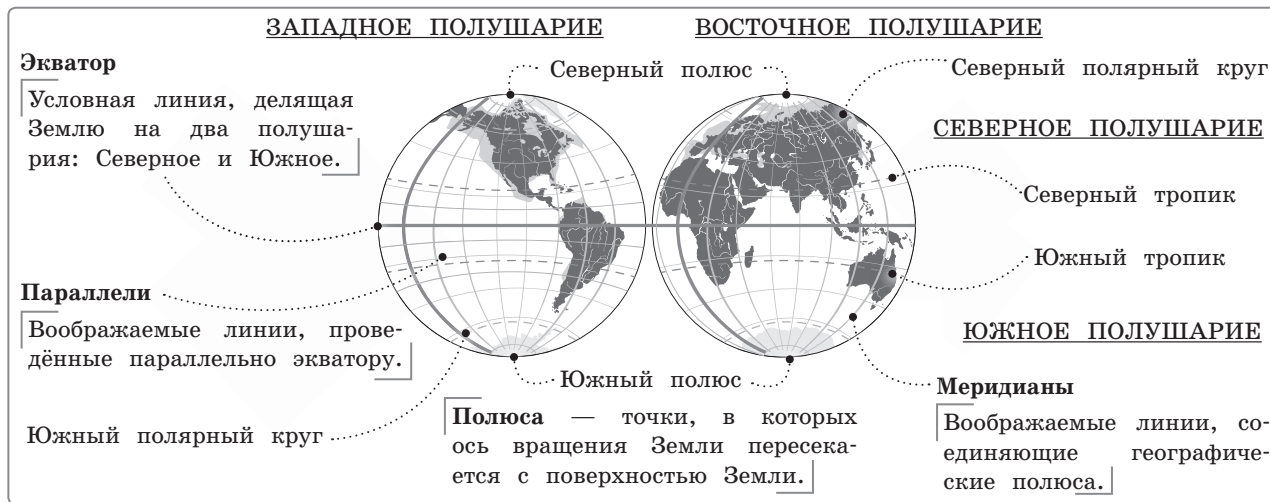 ЗАПАДНОЕ ПОЛУШАРИЕ
ВОСТОЧНОЕ ПОЛУШАРИЕ
Экватор
Условная линия, делящая
Землю на два полуша-
рия: Северное и Южное.
Северный полюс
Северный полярный круг
СЕВЕРНОЕ ПОЛУШАРИЕ
Северный тропик
Южный тропик
Параллели
Воображаемые линии, прове-
дённые параллельно экватору.
ЮЖНОЕ ПОЛУШАРИЕ
Южный полюс
Южный полярный круг
Полюса — точки, в которых
ось вращения Земли пересека-
ется с поверхностью Земли.
Меридианы
Воображаемые линии, со-
единяющие географиче-
ские полюса.